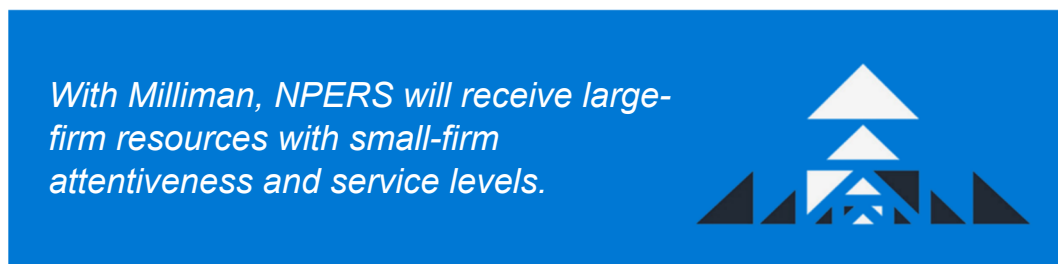 With Milliman, NPERS will receive large-
firm resources with small-firm
attentiveness and service levels.